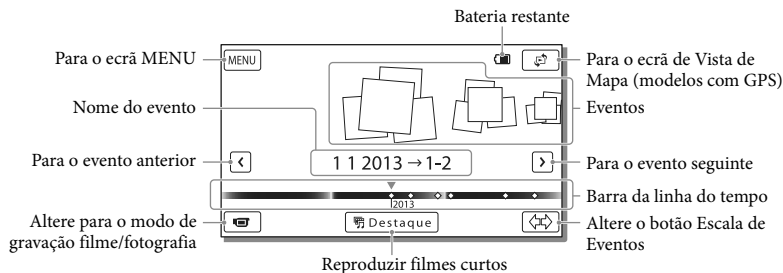 Bateria restante
Para o ecrã MENU
MENU
Para o ecrã de Vista de
Mapa (modelos com GPS)
Nome do evento
Eventos
Para o evento anterior
1 1 2013 →1-2
Para o evento seguinte
Barra da linha do tempo
2013
Altere para o modo de
gravação filme/fotografia
Destaque
Altere o botão Escala de
Eventos
Reproduzir filmes curtos